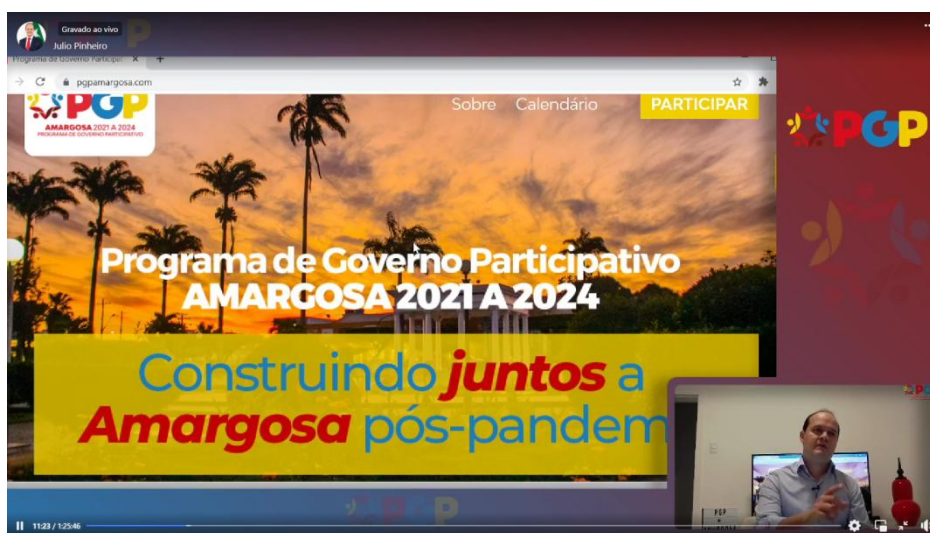 Gravado ao vivo
Julio Pinheiro
Programa de Governo Particip
pgpamargosa.com
PGP
AMARGOSA 2021 A 2024
PROGRAMA DE GOVERNO PARTICIPATIVO
Sobre Calendário PARTICIPAR
PGP
Programa de Governo Participativo
AMARGOSA 2021 A 2024
Construindo juntos a
Amargosa pós-pandem
PGP
11:23 / 1:25:46